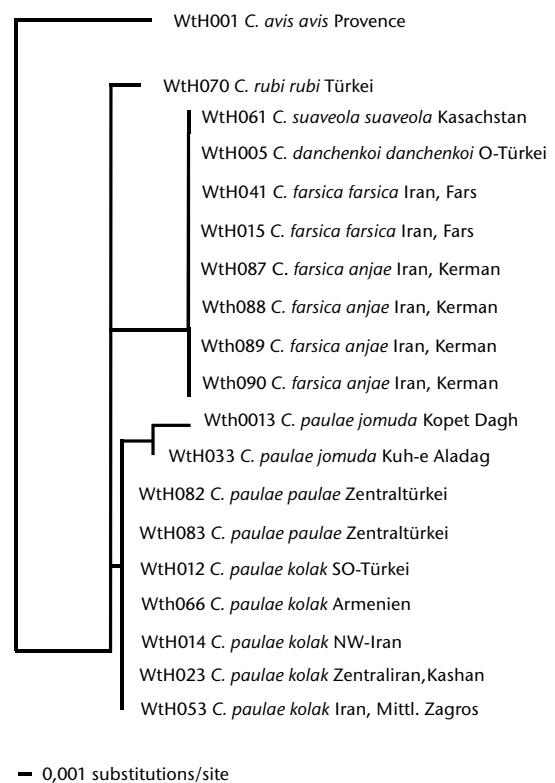 WtH001 C. avis avis Provence
WtH070 C. rubi rubi Türkei
WtH061 C. suaveola suaveola Kasachstan
WtH005 C. danchenkoi danchenkoi O-Türkei
WtH041 C. farsica farsica Iran, Fars
WtH015 C. farsica farsica Iran, Fars
WtH087 C. farsica anjae Iran, Kerman
Wth088 C. farsica anjae Iran, Kerman
Wth089 C. farsica anjae Iran, Kerman
Wth090 C. farsica anjae Iran, Kerman
Wth0013 C. paulae jomuda Kopet Dagh
WtH033 C. paulae jomuda Kuh-e Aladag
WtH082 C. paulae paulae Zentraltürkei
WtH083 C. paulae paulae Zentraltürkei
WtH012 C. paulae kolak SO-Türkei
Wth066 C. paulae kolak Armenien
WtH014 C. paulae kolak NW-Iran
WtH023 C. paulae kolak Zentraliran,Kashan
WtH053 C. paulae kolak Iran, Mittl. Zagros
0,001 substitutions/site